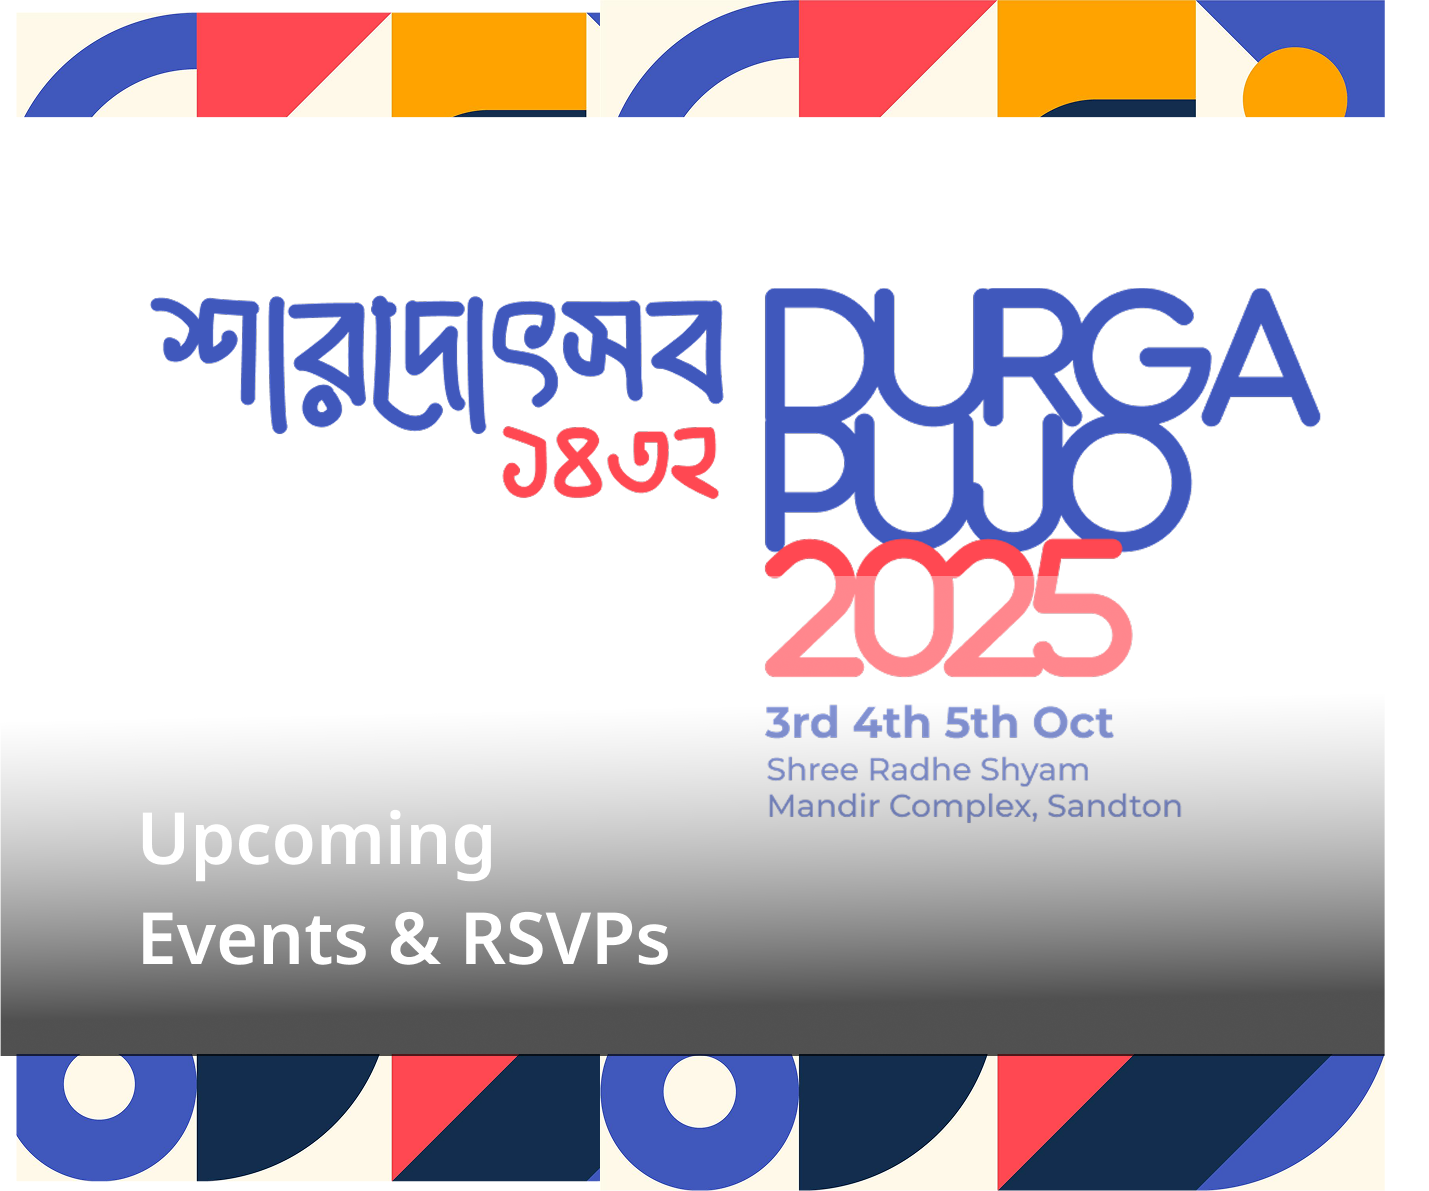 শারদোৎসব
১৪৩২
DURGA
PUJO
2025
3rd 4th 5th Oct
Shree Radhe Shyam
Mandir Complex, Sandton
Upcoming
Events & RSVPs